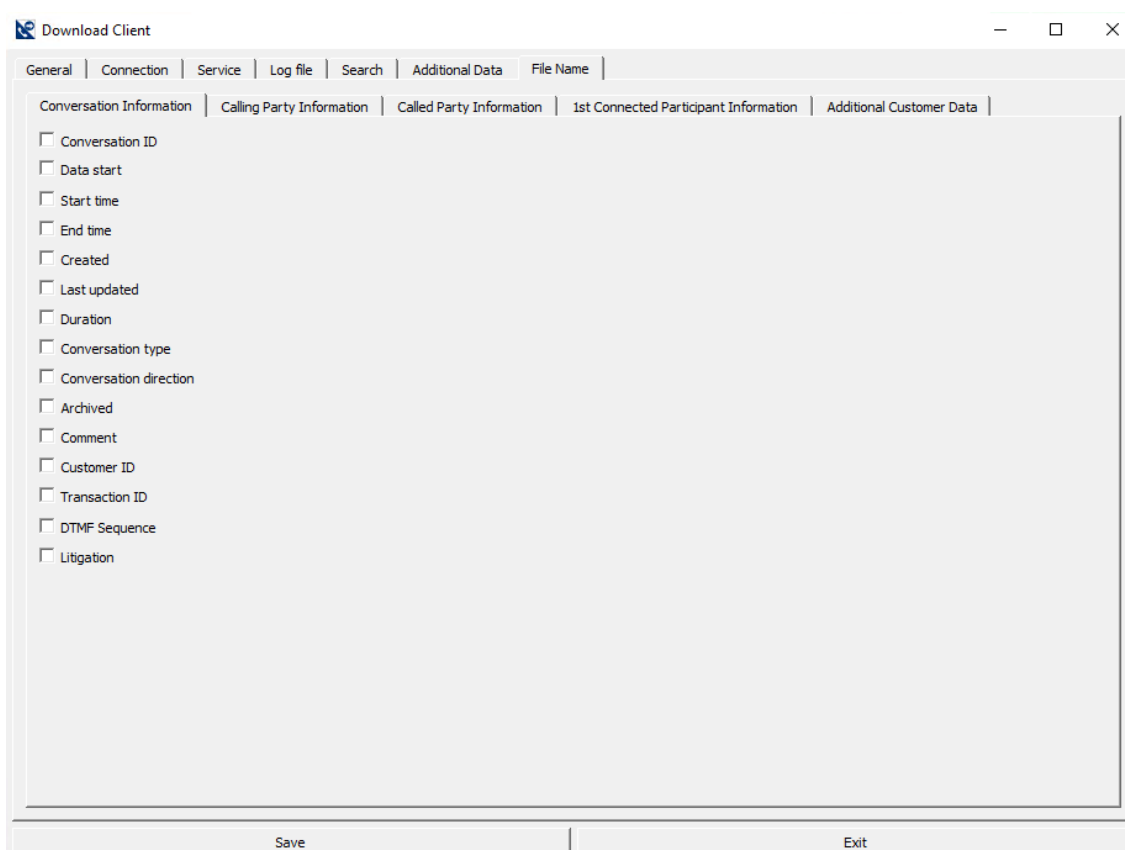 Download Client
General Connection Service Log file Search Additional Data File Name
Conversation Information Calling Party Information Called Party Information 1st Connected Participant Information Additional Customer Data
Conversation ID
Data start
Start time
End time
Created
Last updated
Duration
Conversation type
Conversation direction
Archived
Comment
Customer ID
Transaction ID
DTMF Sequence
Litigation
Save Exit